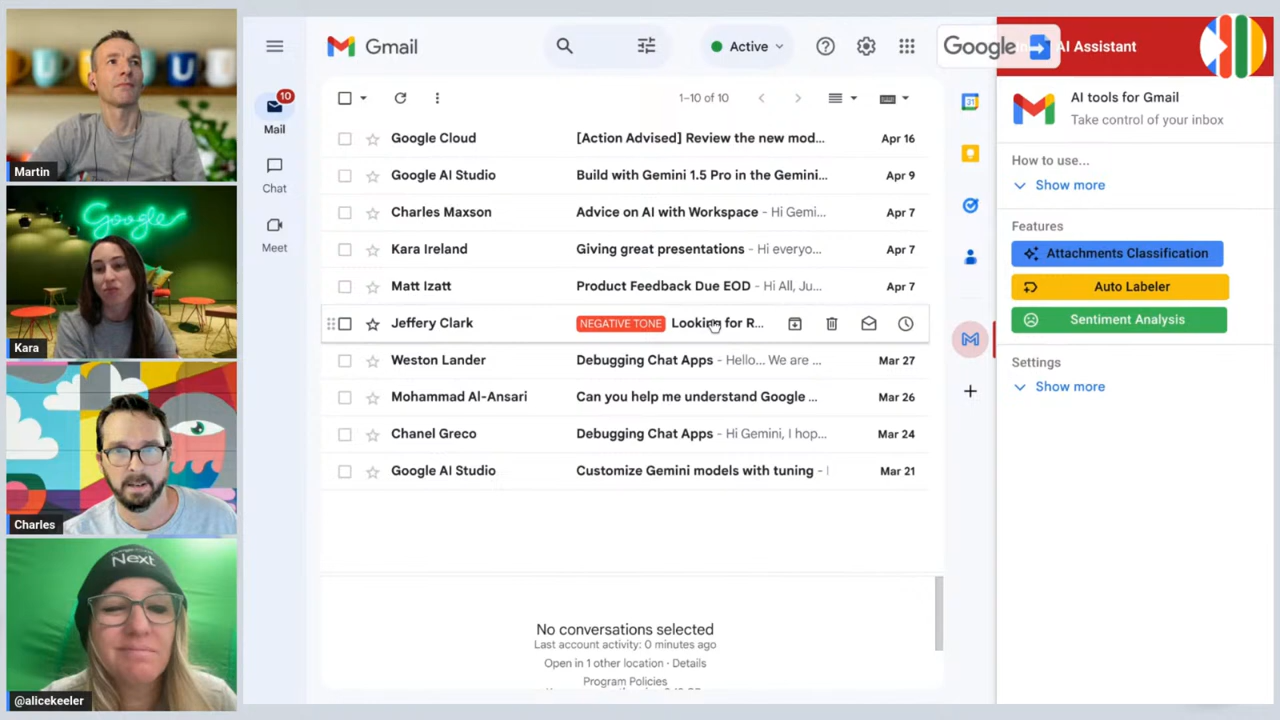 Martin
Google
Kara
Charles
Next
@alicekeeler
Gmail
Active
Google
AI Assistant
10
Mail
Chat
Meet
1–10 of 10
Google Cloud [Action Advised] Review the new mod... Apr 16
Google AI Studio Build with Gemini 1.5 Pro in the Gemini... Apr 9
Charles Maxson Advice on AI with Workspace - Hi Gemi... Apr 7
Kara Ireland Giving great presentations - Hi everyo... Apr 7
Matt Izatt Product Feedback Due EOD - Hi All, Ju... Apr 7
Jeffery Clark NEGATIVE TONE Looking for R...
Weston Lander Debugging Chat Apps - Hello... We are ... Mar 27
Mohammad Al-Ansari Can you help me understand Google ... Mar 26
Chanel Greco Debugging Chat Apps - Hi Gemini, I hop... Mar 24
Google AI Studio Customize Gemini models with tuning - Mar 21
No conversations selected
Last account activity: 0 minutes ago
Open in 1 other location · Details
Program Policies
31
AI tools for Gmail
Take control of your inbox
How to use...
Show more
Features
Attachments Classification
Auto Labeler
Sentiment Analysis
Settings
Show more